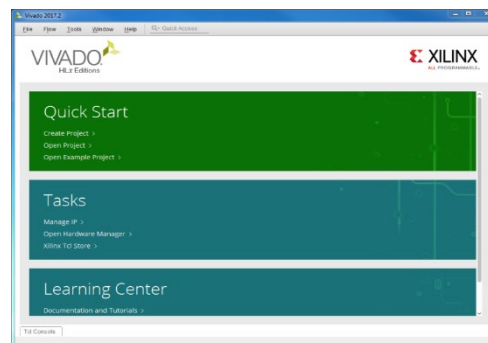 Vivado 2017.2
File Flow Tools Window Help Quick Access
VIVADO
HLx Editions
XILINX
ALL PROGRAMMABLE
Quick Start
Create Project >
Open Project >
Open Example Project >
Tasks
Manage IP >
Open Hardware Manager >
Xilinx Tcl Store >
Learning Center
Documentation and Tutorials >
Tcl Console